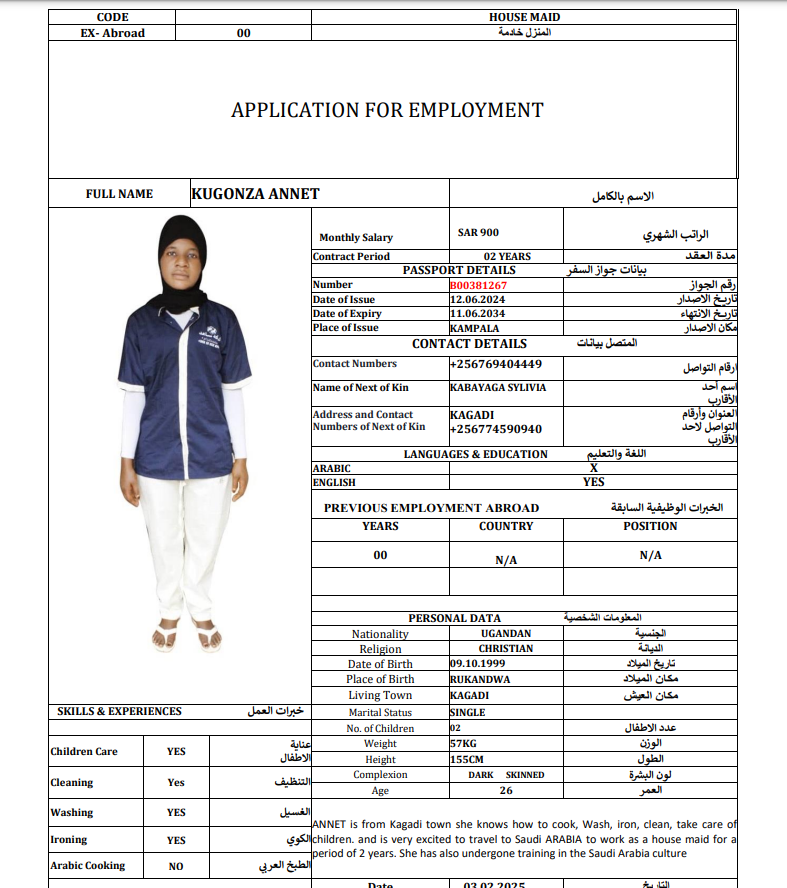 CODE HOUSE MAID
EX- Abroad 00 المنزل خادمة
APPLICATION FOR EMPLOYMENT
FULL NAME KUGONZA ANNET الاسم بالكامل
Monthly Salary SAR 900 الراتب الشهري
Contract Period 02 YEARS مدة العقد
PASSPORT DETAILS بيانات جواز السفر
Number B00381267 رقم الجواز
Date of Issue 12.06.2024 تاريخ الاصدار
Date of Expiry 11.06.2034 تاريخ الانتهاء
Place of Issue KAMPALA مكان الاصدار
CONTACT DETAILS المتصل بيانات
Contact Numbers +256769404449 ارقام التواصل
Name of Next of Kin KABAYAGA SYLIVIA اسم أحد
الأقارب
Address and Contact KAGADI العنوان وأرقام
Numbers of Next of Kin +256774590940 التواصل لاحد
الأقارب
LANGUAGES & EDUCATION اللغة والتعليم
ARABIC X
ENGLISH YES
PREVIOUS EMPLOYMENT ABROAD الخبرات الوظيفية السابقة
YEARS COUNTRY POSITION
00 N/A N/A
PERSONAL DATA المعلومات الشخصية
Nationality UGANDAN الجنسية
Religion CHRISTIAN الديانة
Date of Birth 09.10.1999 تاريخ الميلاد
Place of Birth RUKANDWA مكان الميلاد
Living Town KAGADI مكان العيش
Marital Status SINGLE
No. of Children 02 عدد الاطفال
Weight 57KG الوزن
Height 155CM الطول
Complexion DARK SKINNED لون البشرة
Age 26 العمر
SKILLS & EXPERIENCES خبرات العمل
Children Care YES عناية
الاطفال
Cleaning Yes التنظيف
Washing YES الغسيل
Ironing YES الكوي
Arabic Cooking NO الطبخ العربي
ANNET is from Kagadi town she knows how to cook, Wash, iron, clean, take care of
children. and is very excited to travel to Saudi ARABIA to work as a house maid for a
period of 2 years. She has also undergone training in the Saudi Arabia culture
Date 03.02.2025 التاريخ